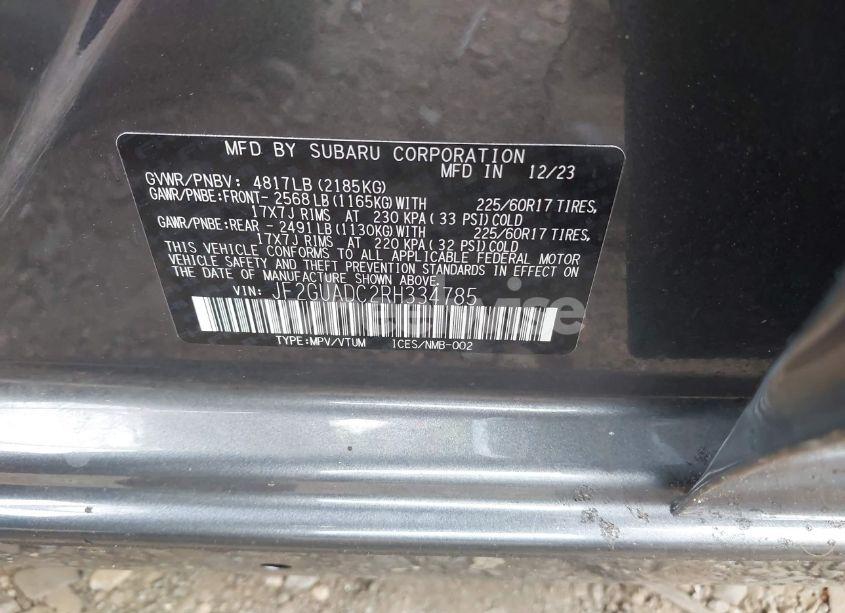 MFD BY SUBARU CORPORATION
MFD IN 12/23
GVWR/PNBV: 4817LB (2185KG)
GAWR/PNBE:FRONT- 2568 LB (1165KG)WITH 225/60R17 TIRES,
17X7J RIMS AT 230 KPA( 33 PSI)COLD
GAWR/PNBE:REAR - 2491 LB (1130KG)WITH 225/60R17 TIRES,
17X7J RIMS AT 220 KPA( 32 PSI)COLD
THIS VEHICLE CONFORMS TO ALL APPLICABLE FEDERAL MOTOR
VEHICLE SAFETY AND THEFT PREVENTION STANDARDS IN EFFECT ON
THE DATE OF MANUFACTURE SHOWN ABOVE.
VIN: JF2GUADC2RH334785
TYPE:MPV/VTUM 1CES/NMB-002